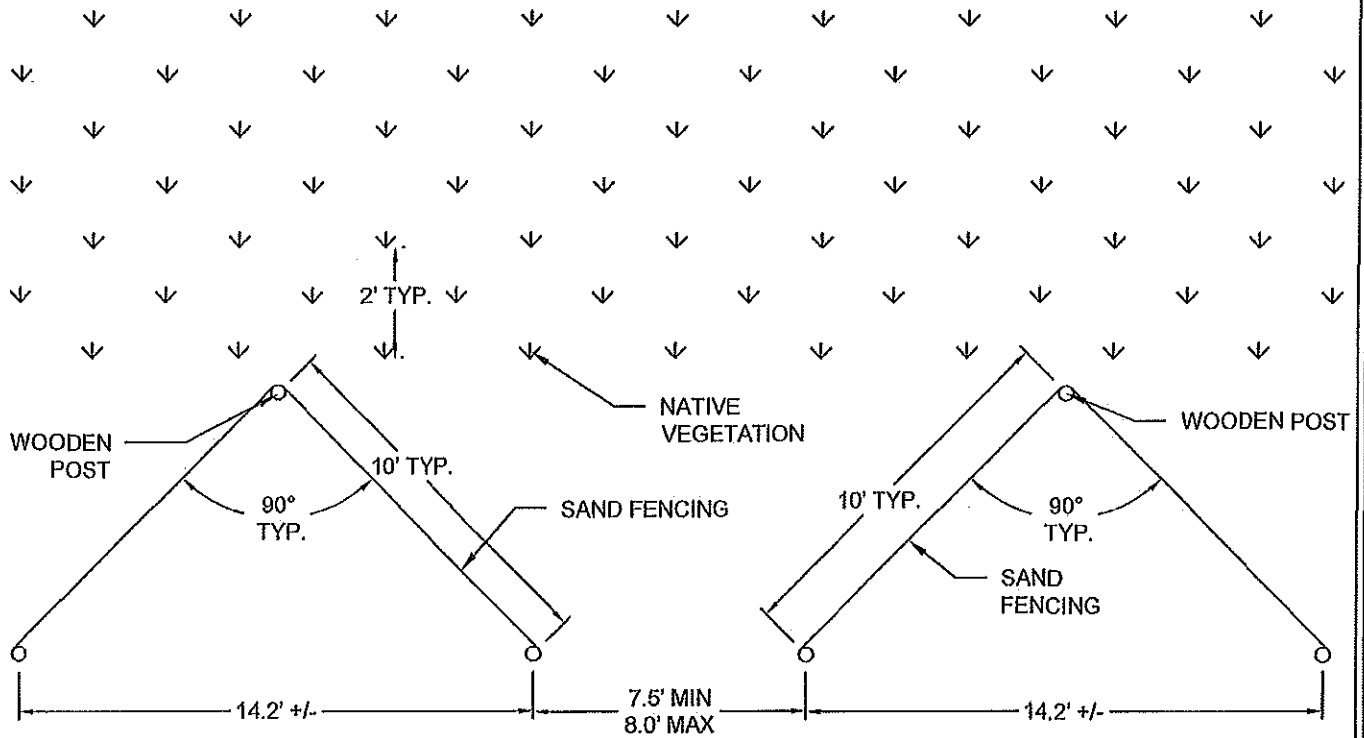 2' TYP.
NATIVE
VEGETATION
WOODEN
POST
WOODEN POST
10' TYP.
10' TYP.
90°
TYP.
SAND FENCING
90°
TYP.
SAND
FENCING
14.2' +/-
7.5' MIN
8.0' MAX
14.2' +/-